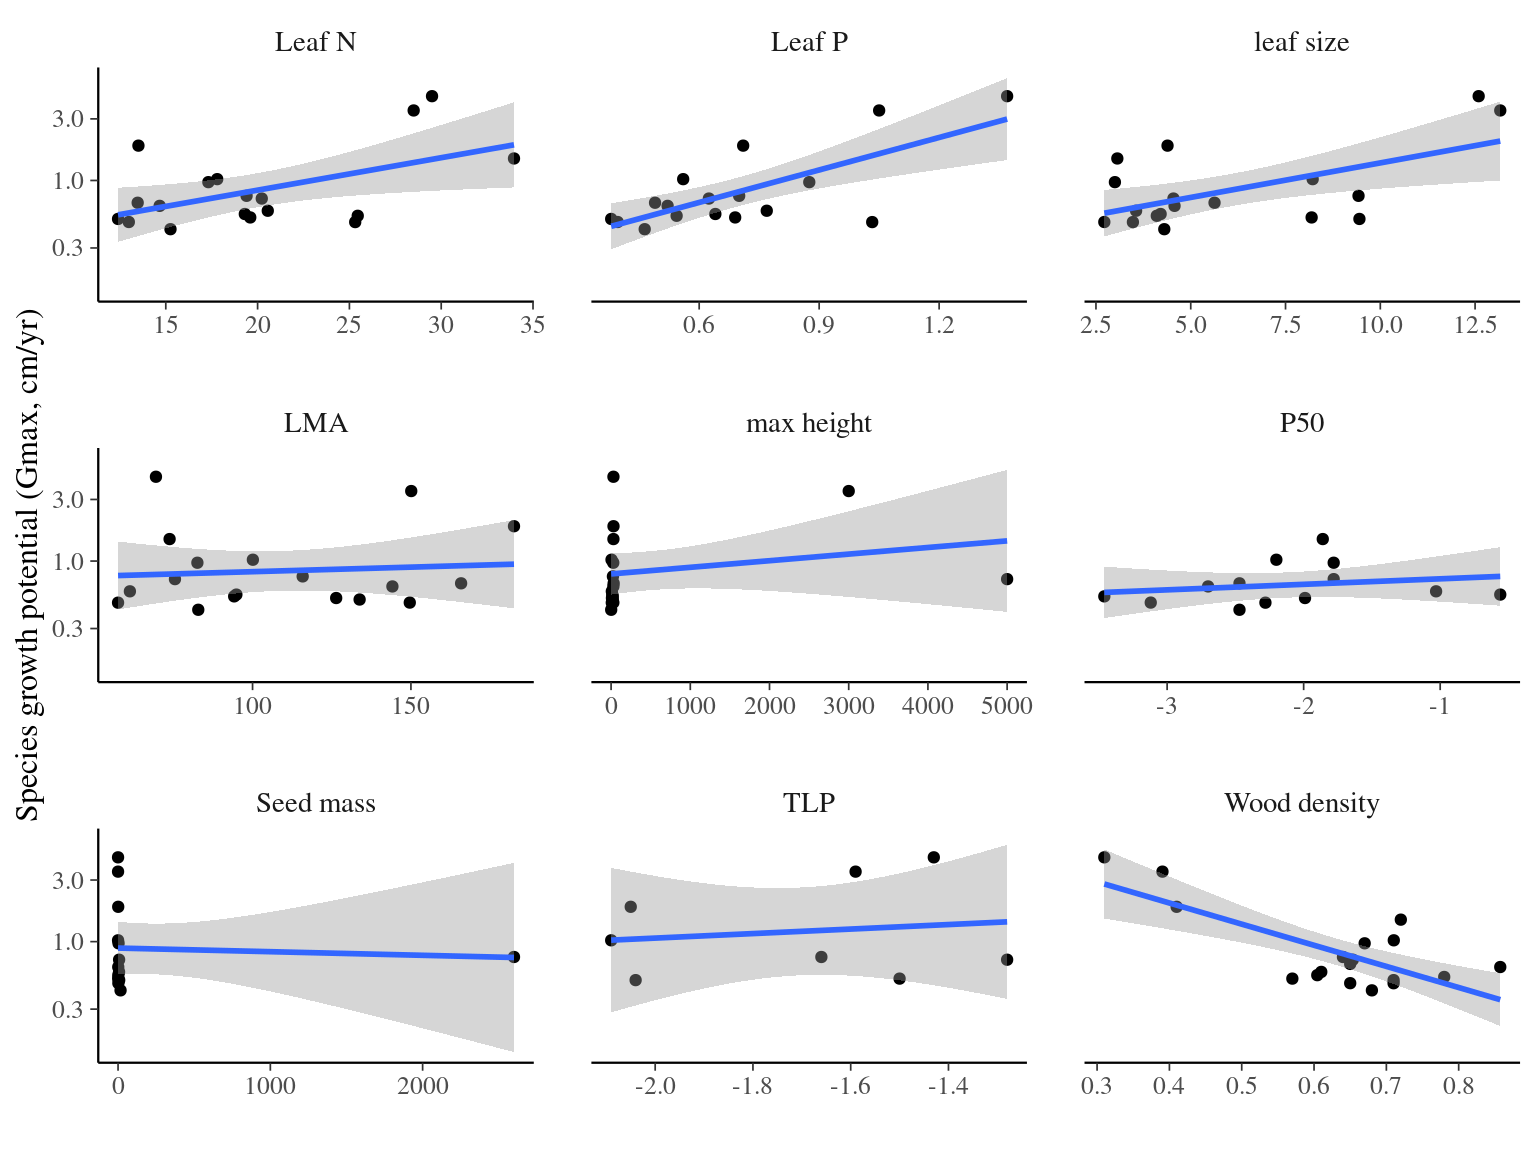 Species growth potential (Gmax, cm/yr)
Leaf N
Leaf P
leaf size
3.0
1.0
0.3
15 20 25 30 35
0.6 0.9 1.2
2.5 5.0 7.5 10.0 12.5
LMA
max height
P50
3.0
1.0
0.3
100 150
0 1000 2000 3000 4000 5000
-3 -2 -1
Seed mass
TLP
Wood density
3.0
1.0
0.3
0 1000 2000
-2.0 -1.8 -1.6 -1.4
0.3 0.4 0.5 0.6 0.7 0.8